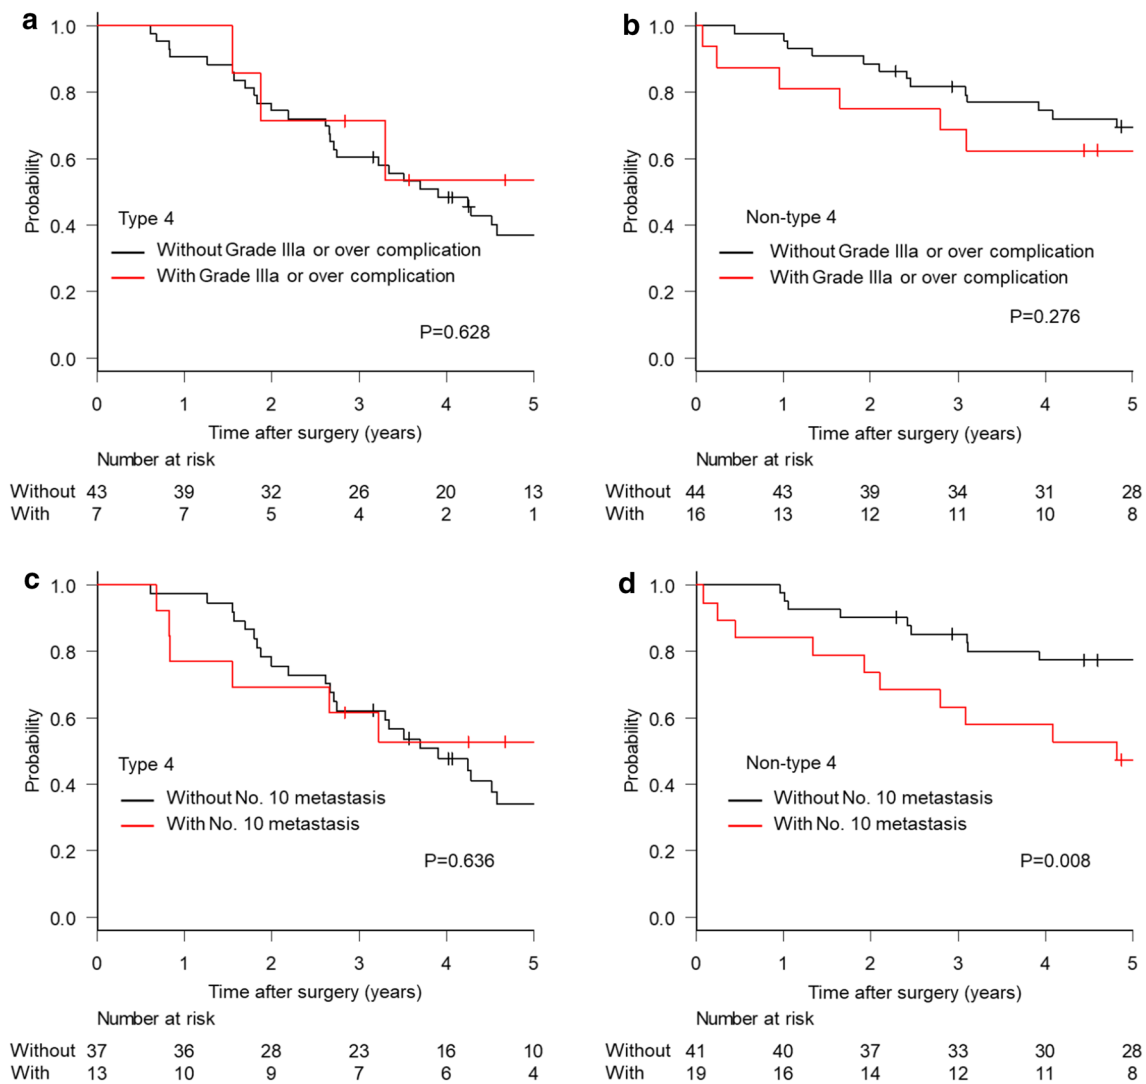 a
1.0
0.8
0.6
0.4
0.2
0.0
Probability
Type 4
Without Grade IIIa or over complication
With Grade IIIa or over complication
P=0.628
0 1 2 3 4 5
Time after surgery (years)
Number at risk
Without 43 39 32 26 20 13
With 7 7 5 4 2 1
b
1.0
0.8
0.6
0.4
0.2
0.0
Probability
Non-type 4
Without Grade IIIa or over complication
With Grade IIIa or over complication
P=0.276
0 1 2 3 4 5
Time after surgery (years)
Number at risk
Without 44 43 39 34 31 28
With 16 13 12 11 10 8
c
1.0
0.8
0.6
0.4
0.2
0.0
Probability
Type 4
Without No. 10 metastasis
With No. 10 metastasis
P=0.636
0 1 2 3 4 5
Time after surgery (years)
Number at risk
Without 37 36 28 23 16 10
With 13 10 9 7 6 4
d
1.0
0.8
0.6
0.4
0.2
0.0
Probability
Non-type 4
Without No. 10 metastasis
With No. 10 metastasis
P=0.008
0 1 2 3 4 5
Time after surgery (years)
Number at risk
Without 41 40 37 33 30 28
With 19 16 14 12 11 8